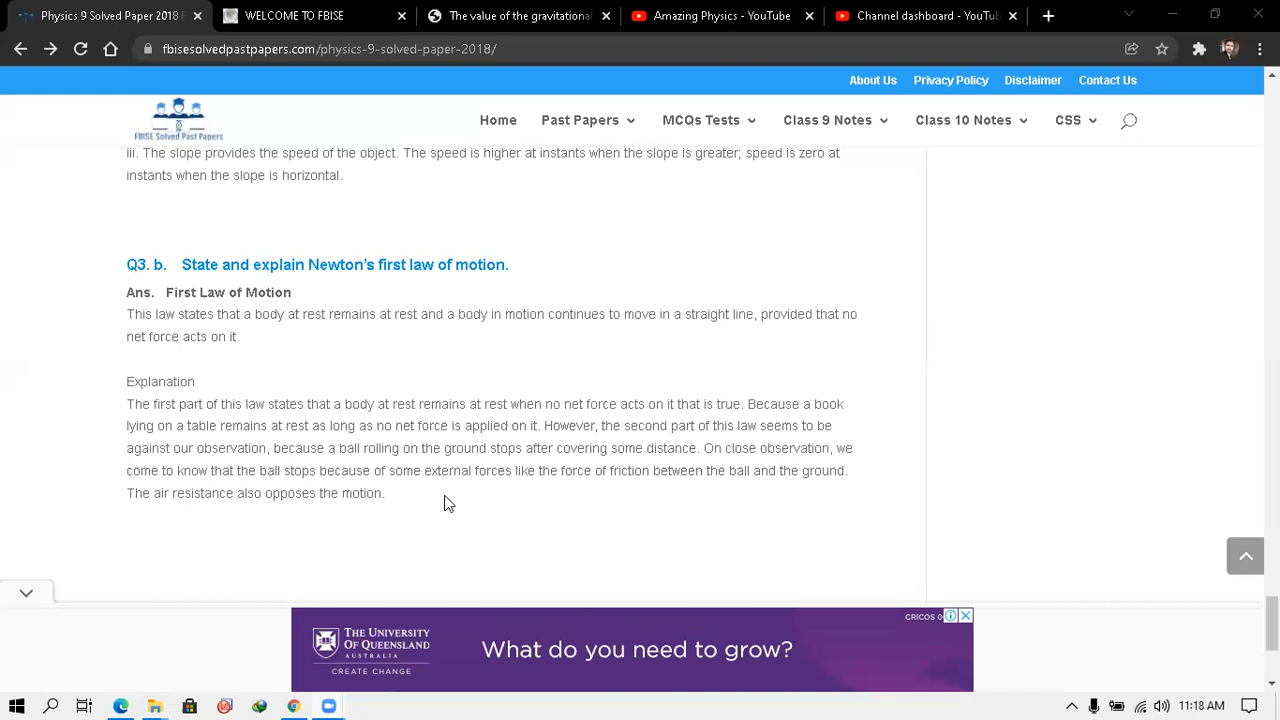 Physics 9 Solved Paper 2018 F
WELCOME TO FBISE
The value of the gravitational
Amazing Physics - YouTube
Channel dashboard - YouTub
fbisesolvedpastpapers.com/physics-9-solved-paper-2018/
About Us Privacy Policy Disclaimer Contact Us
FBISE Solved Past Papers
Home Past Papers MCQs Tests Class 9 Notes Class 10 Notes CSS
iii. The slope provides the speed of the object. The speed is higher at instants when the slope is greater; speed is zero at
instants when the slope is horizontal.
Q3. b. State and explain Newton's first law of motion.
Ans. First Law of Motion
This law states that a body at rest remains at rest and a body in motion continues to move in a straight line, provided that no
net force acts on it.
Explanation
The first part of this law states that a body at rest remains at rest when no net force acts on it that is true. Because a book
lying on a table remains at rest as long as no net force is applied on it. However, the second part of this law seems to be
against our observation, because a ball rolling on the ground stops after covering some distance. On close observation, we
come to know that the ball stops because of some external forces like the force of friction between the ball and the ground.
The air resistance also opposes the motion.
CRICOS 0
THE UNIVERSITY
OF QUEENSLAND
AUSTRALIA
CREATE CHANGE
What do you need to grow?
11:18 AM